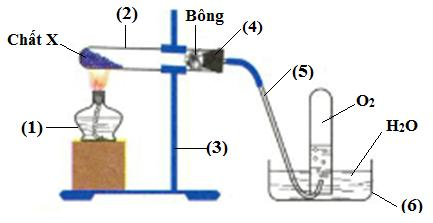 (2)
Bông
(4)
Chất X
(5)
O2
H2O
(1)
(3)
(6)